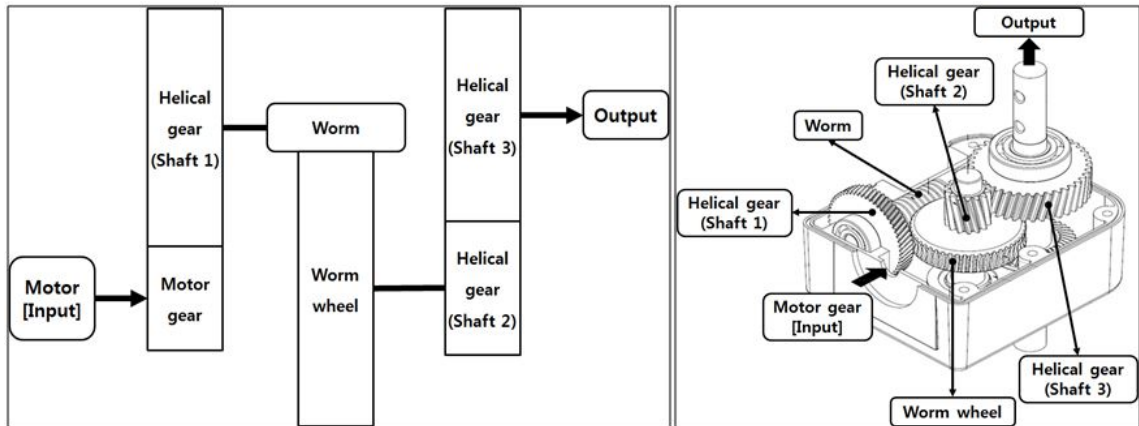 Helical
gear
(Shaft 1)
Motor
gear
Motor
[Input]
Worm
Worm
wheel
Helical
gear
(Shaft 3)
Helical
gear
(Shaft 2)
Output
Output
Helical gear
(Shaft 2)
Worm
Helical gear
(Shaft 1)
Motor gear
[Input]
Helical gear
(Shaft 3)
Worm wheel